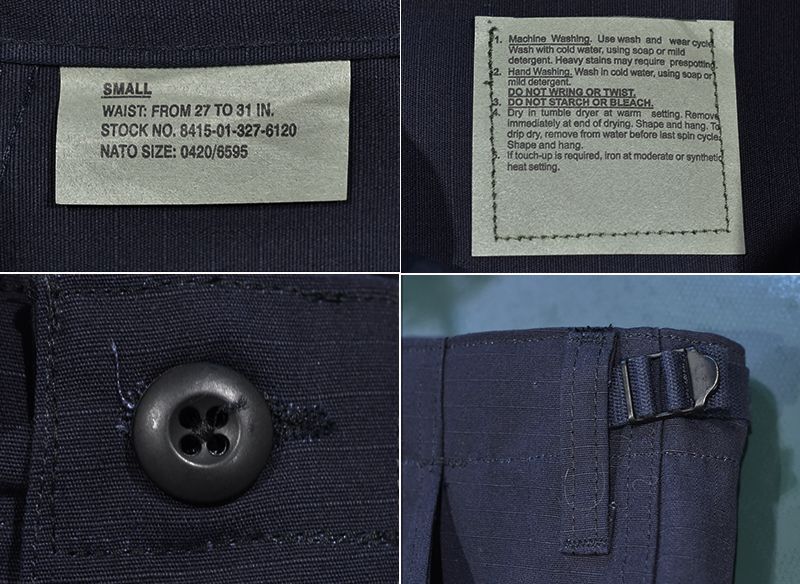 SMALL
WAIST: FROM 27 TO 31 IN.
STOCK NO. 8415-01-327-6120
NATO SIZE: 0420/6595
1. Machine Washing. Use wash and wear cycle.
Wash with cold water, using soap or mild
detergent. Heavy stains may require prespotting.
2. Hand Washing. Wash in cold water, using soap or
mild detergent.
DO NOT WRING OR TWIST.
3. DO NOT STARCH OR BLEACH.
4. Dry in tumble dryer at warm setting. Remove
immediately at end of drying. Shape and hang. To
drip dry, remove from water before last spin cycle.
Shape and hang.
5. If touch-up is required, iron at moderate or synthetic
heat setting.